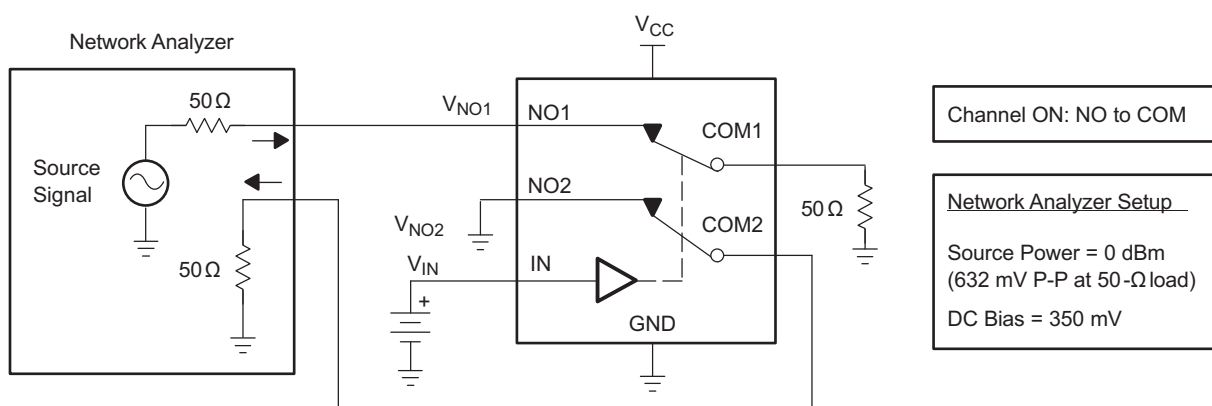 Network Analyzer
50 Ω
Source
Signal
50 Ω
V_CC
V_NO1
NO1
COM1
NO2
V_NO2
COM2
V_IN
IN
+
GND
50 Ω
Channel ON: NO to COM
Network Analyzer Setup
Source Power = 0 dBm
(632 mV P-P at 50-Ω load)
DC Bias = 350 mV